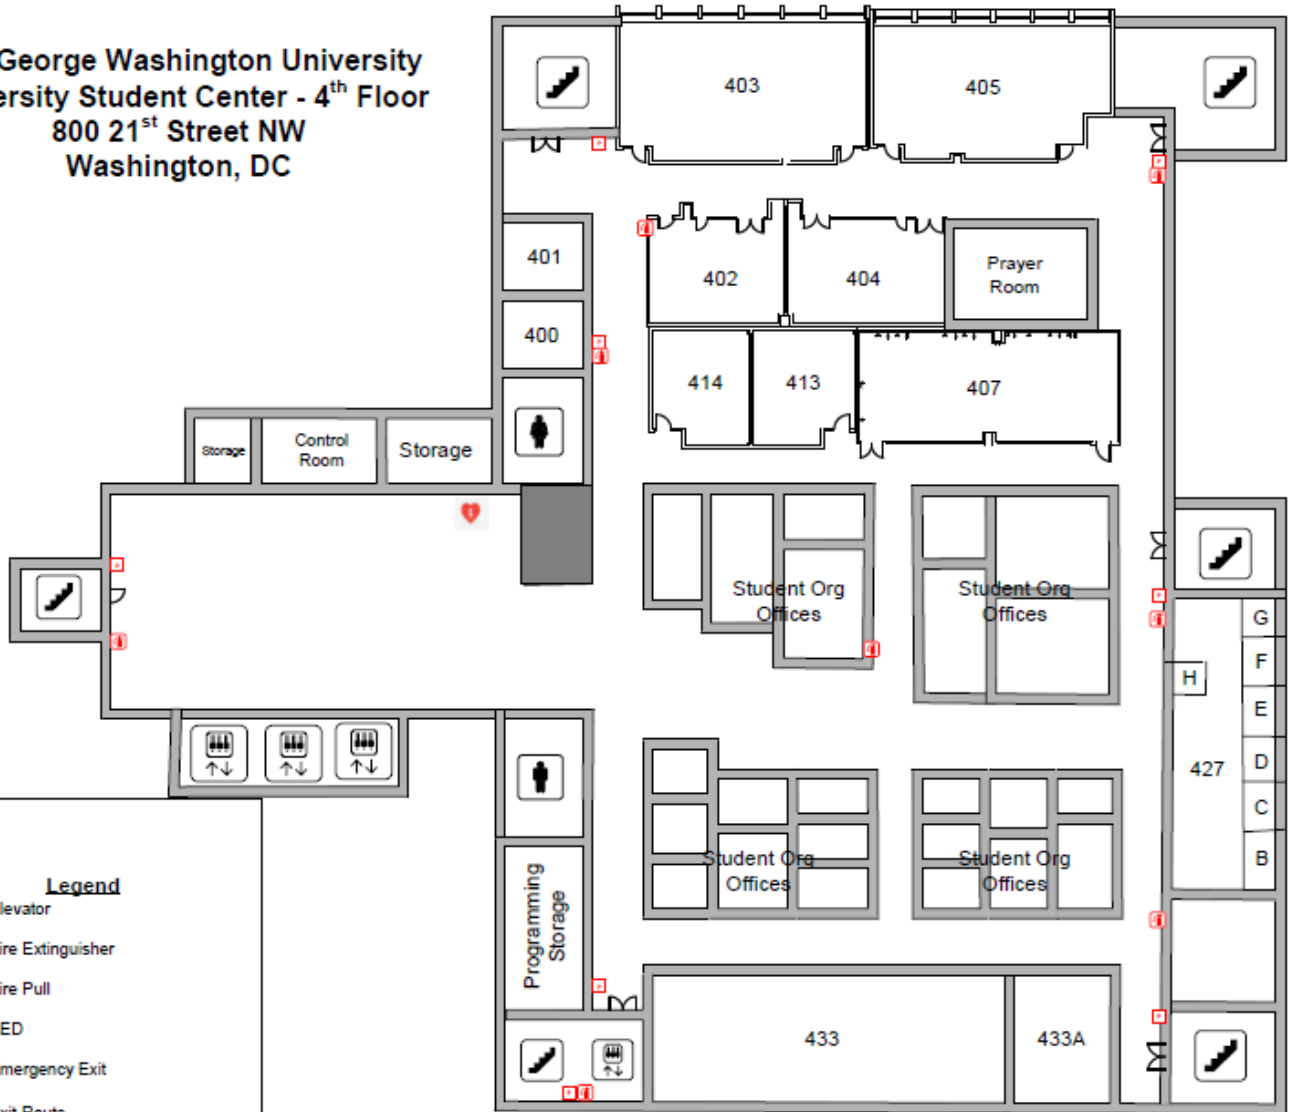 George Washington University
ersity Student Center - 4th Floor
800 21st Street NW
Washington, DC
403
405
401
402
404
Prayer
Room
400
414
413
407
Storage
Control
Room
Storage
Student Org
Offices
Student Org
Offices
G
F
H
E
D
427
C
B
Student Org
Offices
Student Org
Offices
Programming
Storage
433
433A
Legend
levator
ire Extinguisher
ire Pull
ED
mergency Exit
xit Route